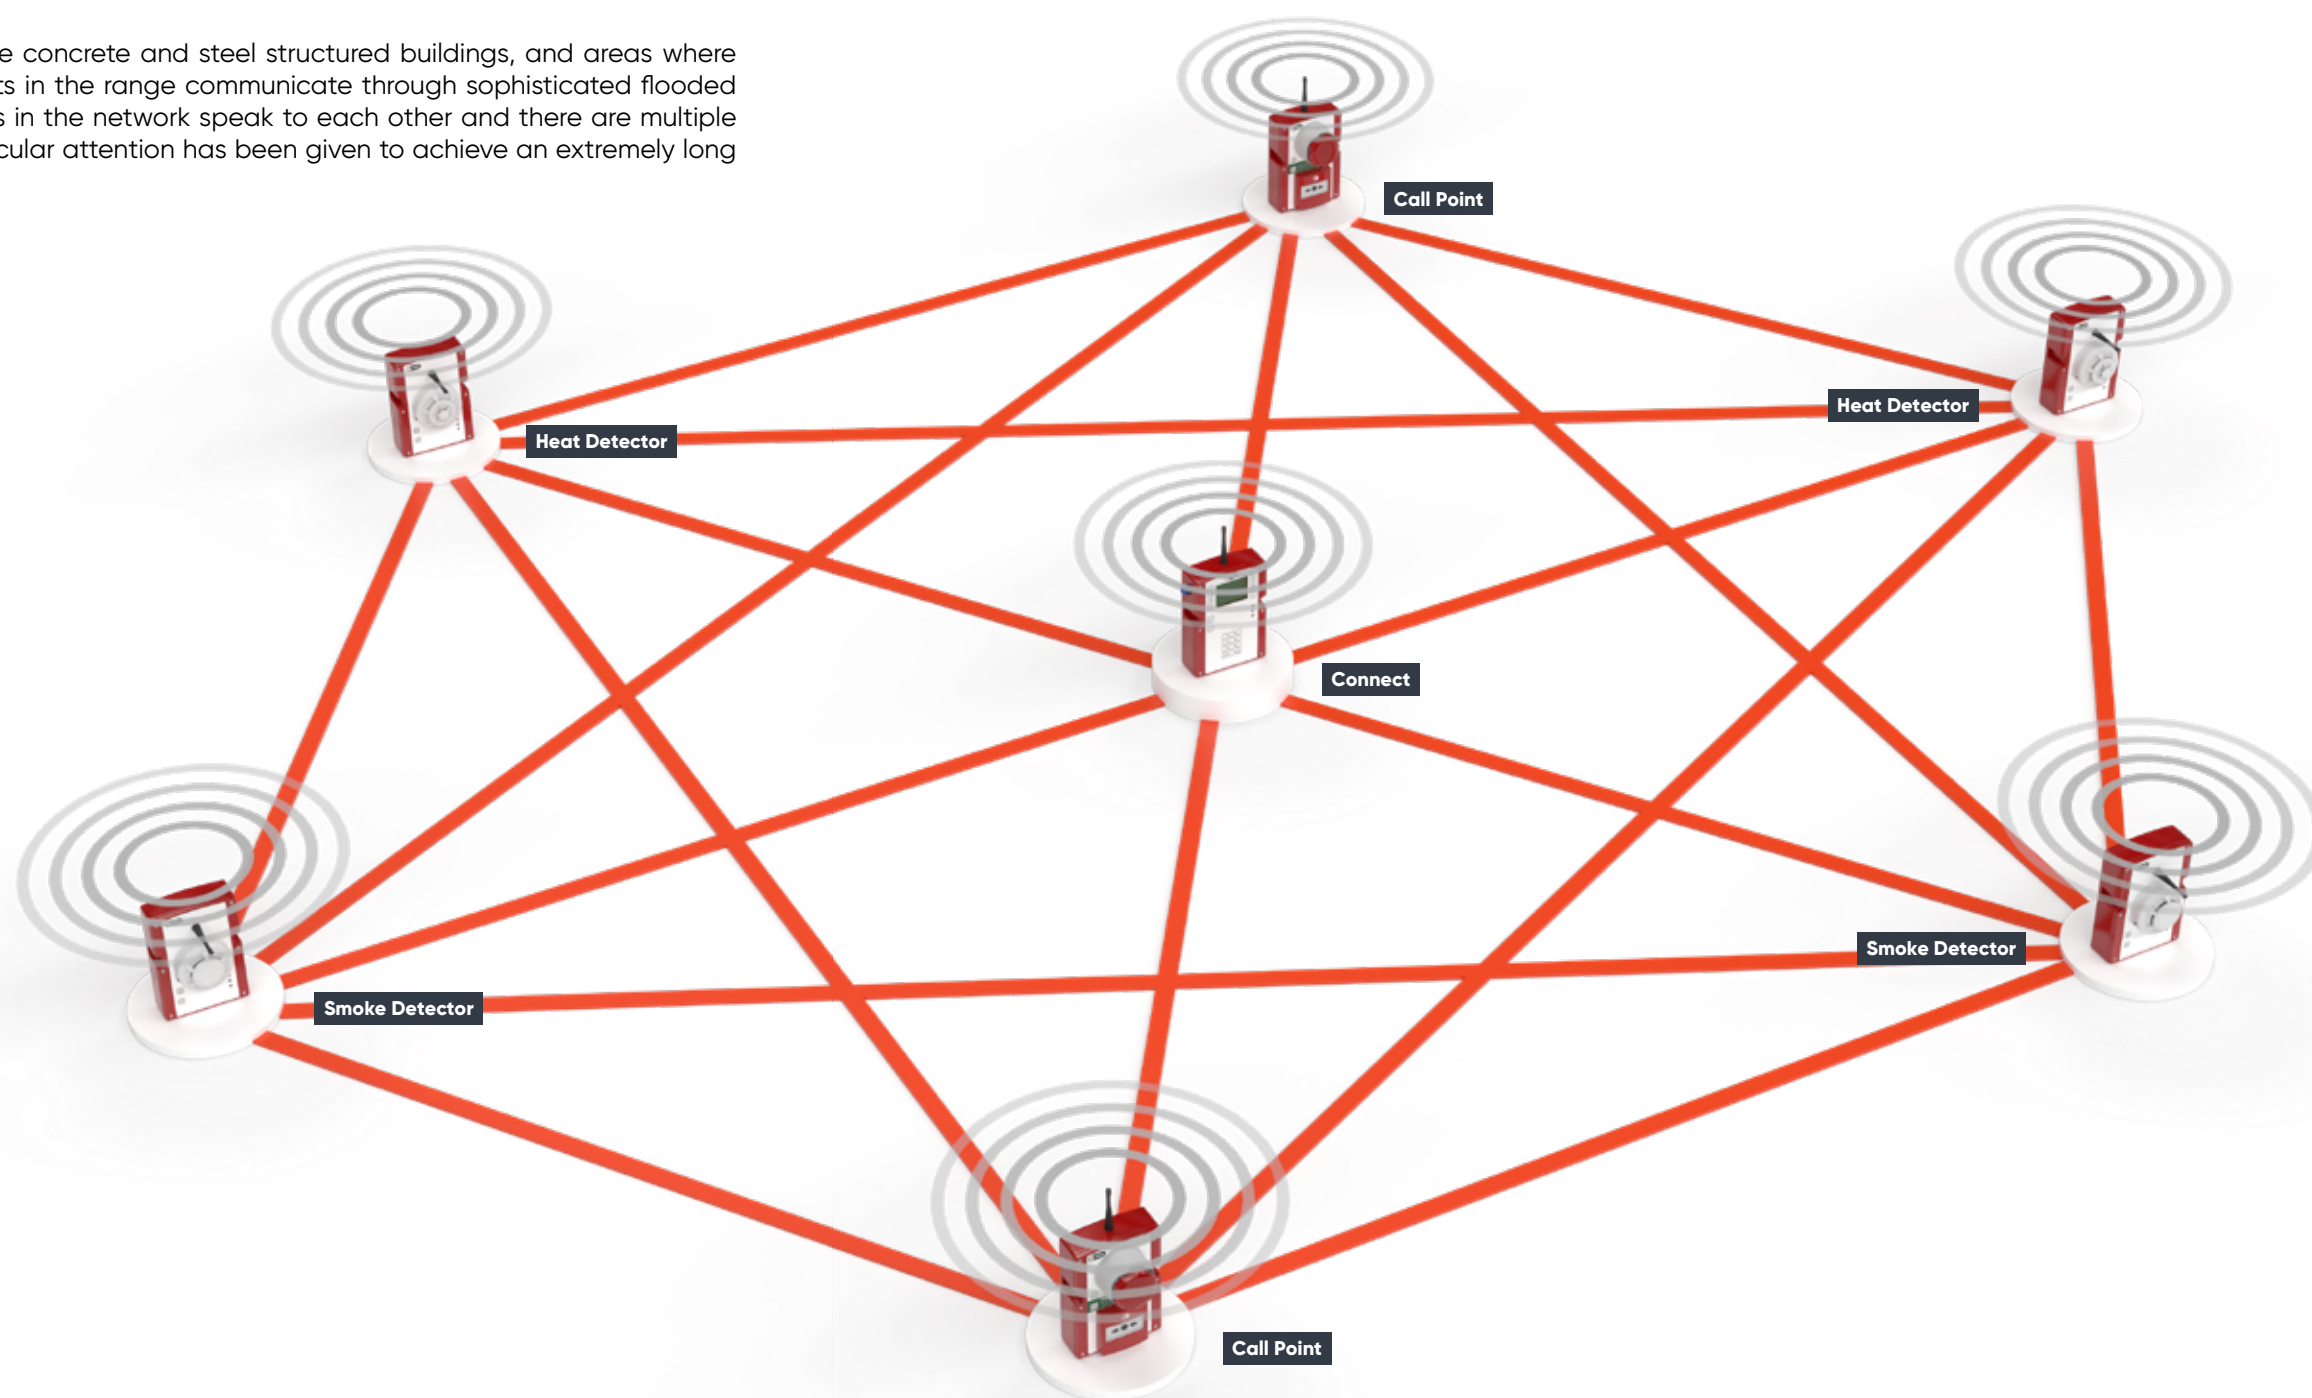 e concrete and steel structured buildings, and areas where
ts in the range communicate through sophisticated flooded
s in the network speak to each other and there are multiple
cular attention has been given to achieve an extremely long
Call Point
Heat Detector
Heat Detector
Connect
Smoke Detector
Smoke Detector
Call Point